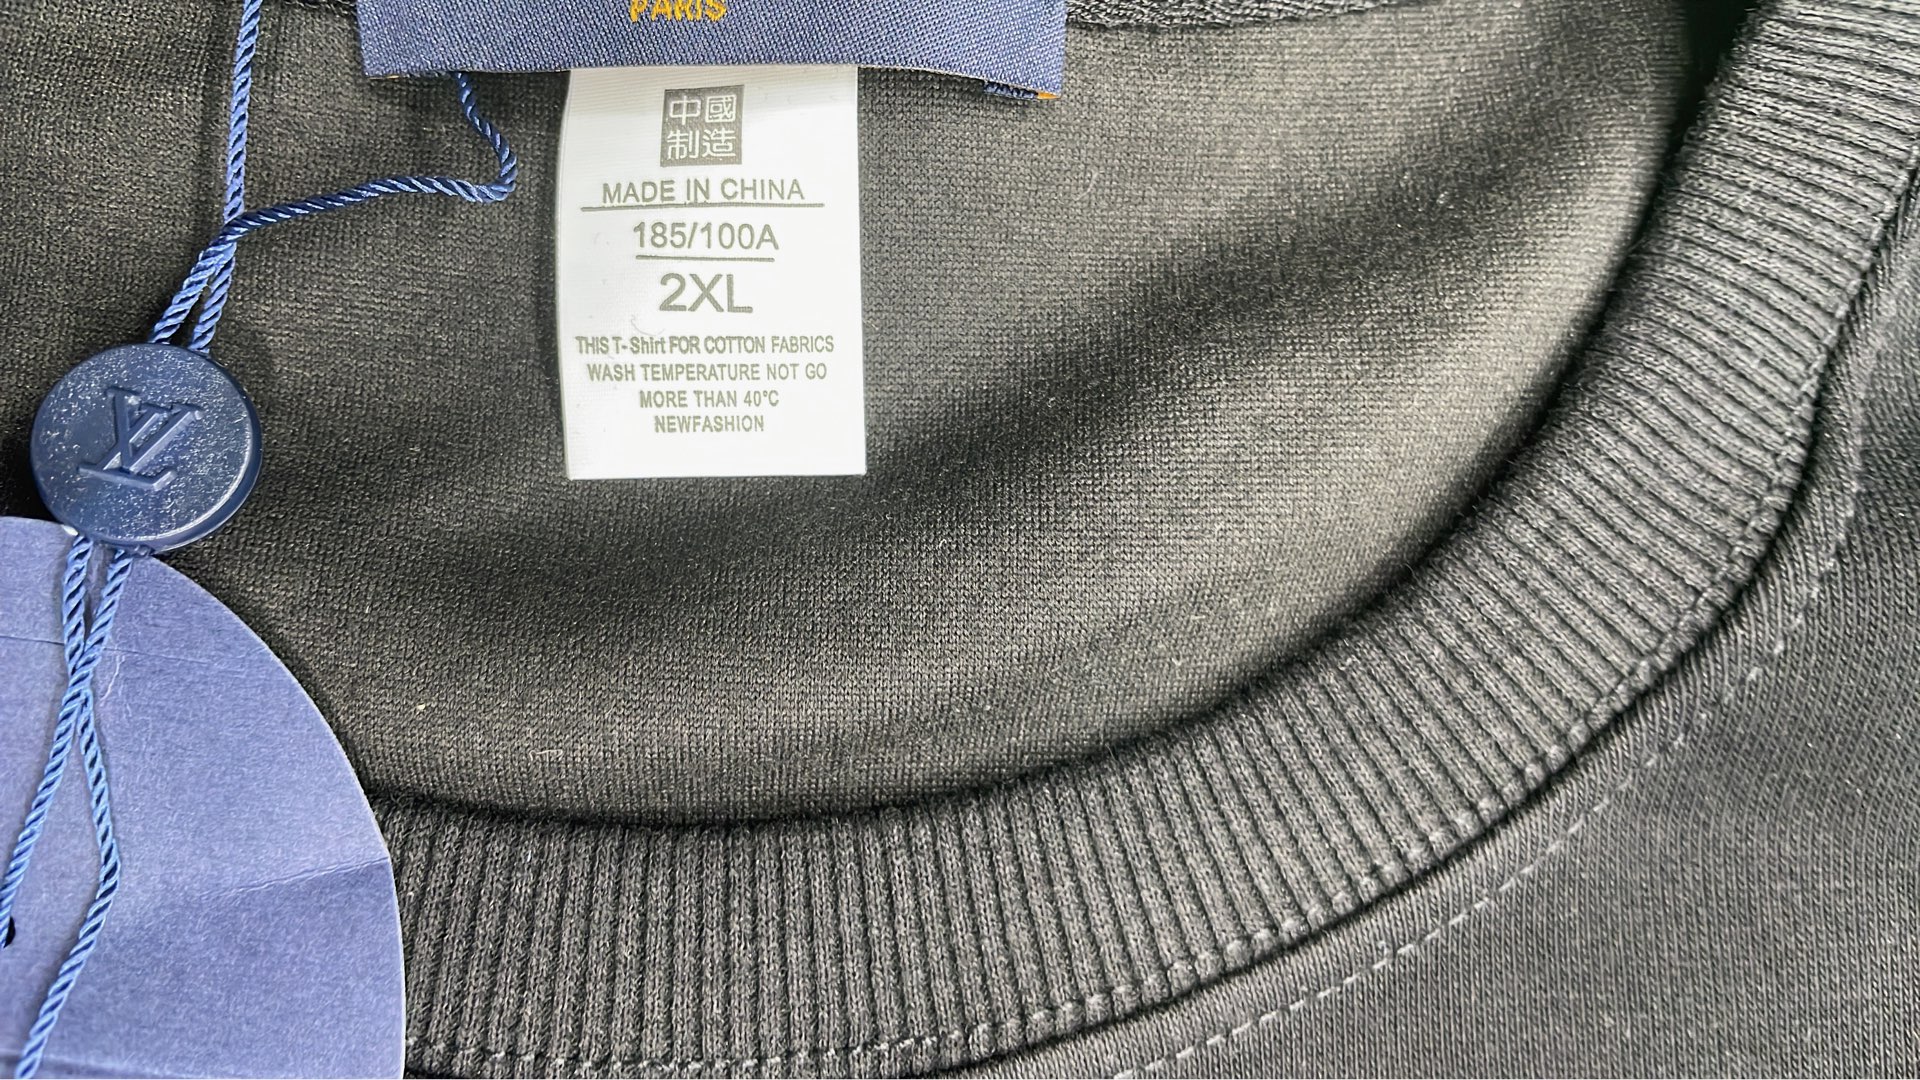 PARIS
中國
制造
MADE IN CHINA
185/100A
2XL
THIS T-Shirt FOR COTTON FABRICS
WASH TEMPERATURE NOT GO
MORE THAN 40°C
NEWFASHION
LV